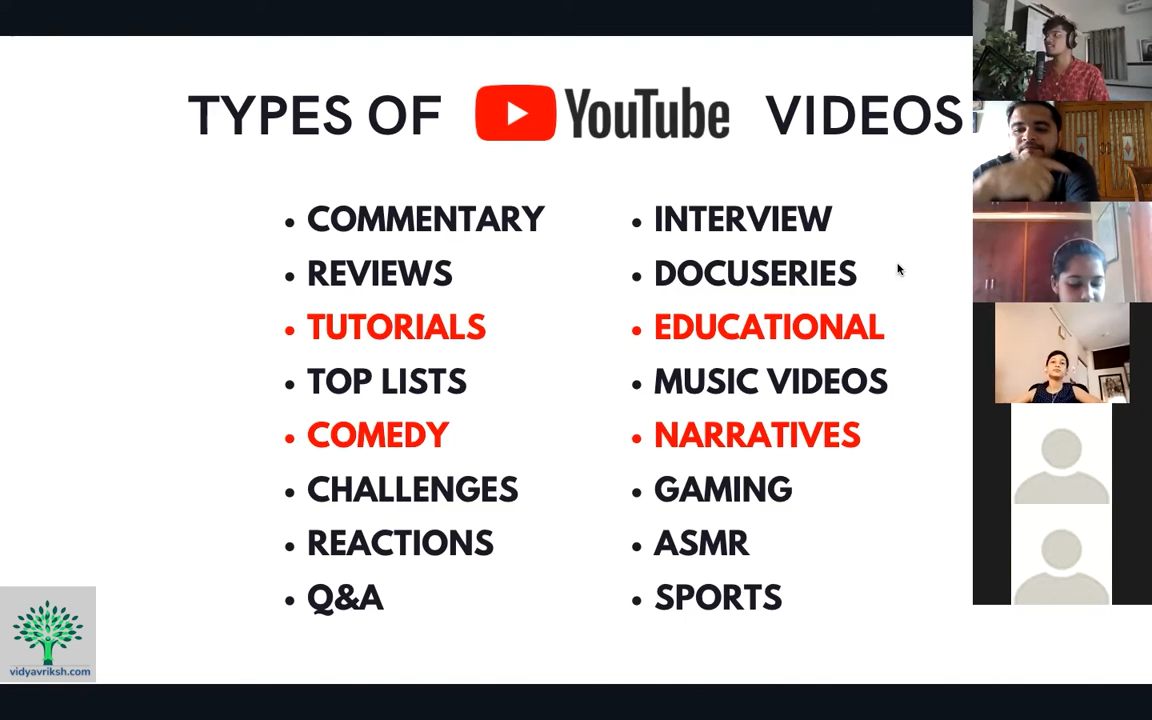 TYPES OF YouTube VIDEOS
COMMENTARY
REVIEWS
TUTORIALS
TOP LISTS
COMEDY
CHALLENGES
REACTIONS
Q&A
INTERVIEW
DOCUSERIES
EDUCATIONAL
MUSIC VIDEOS
NARRATIVES
GAMING
ASMR
SPORTS
vidyavriksh.com